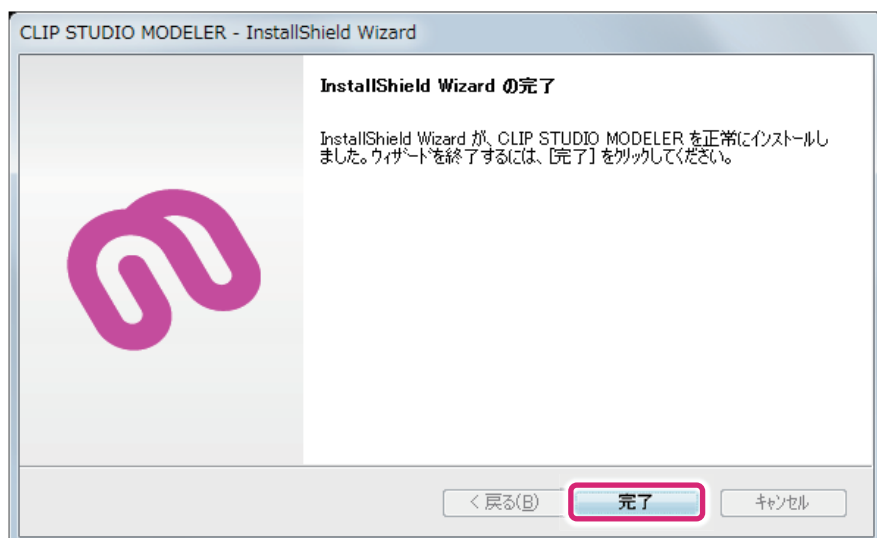 CLIP STUDIO MODELER - InstallShield Wizard
InstallShield Wizard の完了
InstallShield Wizard が、CLIP STUDIO MODELER を正常にインストールし
ました。ウィザードを終了するには、[完了] をクリックしてください。
< 戻る(B) 完了 キャンセル